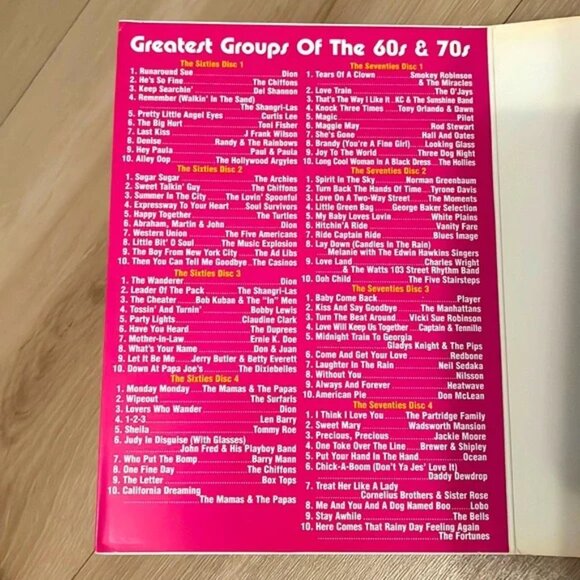 Greatest Groups Of The 60s & 70s
The Sixties Disc 1
1. Runaround Sue Dion
2. He's So Fine The Chiffons
3. Keep Searchin' Del Shannon
4. Remember (Walkin' In The Sand)
The Shangri-Las
5. Pretty Little Angel Eyes Curtis Lee
6. The Big Hurt Toni Fisher
7. Last Kiss J Frank Wilson
8. Denise Randy & The Rainbows
9. Hey Paula Paul & Paula
10. Alley Oop The Hollywood Argyles
The Sixties Disc 2
1. Sugar Sugar The Archies
2. Sweet Talkin' Guy The Chiffons
3. Summer In The City The Lovin' Spoonful
4. Expressway To Your Heart Soul Survivors
5. Happy Together The Turtles
6. Abraham, Martin & John Dion
7. Western Union The Five Americans
8. Little Bit' O Soul The Music Explosion
9. The Boy From New York City The Ad Libs
10. Then You Can Tell Me Goodbye The Casinos
The Sixties Disc 3
1. The Wanderer Dion
2. Leader Of The Pack The Shangri-Las
3. The Cheater Bob Kuban & The "In" Men
4. Tossin' And Turnin' Bobby Lewis
5. Party Lights Claudine Clark
6. Have You Heard The Duprees
7. Mother-In-Law Ernie K. Doe
8. What's Your Name Don & Juan
9. Let It Be Me Jerry Butler & Betty Everett
10. Down At Papa Joe's The Dixiebelles
The Sixties Disc 4
1. Monday Monday The Mamas & The Papas
2. Wipeout The Surfaris
3. Lovers Who Wander Dion
4. 1-2-3 Len Barry
5. Sheila Tommy Roe
6. Judy In Disguise (With Glasses)
John Fred & His Playboy Band
7. Who Put The Bomp Barry Mann
8. One Fine Day The Chiffons
9. The Letter Box Tops
10. California Dreaming
The Mamas & The Papas
The Seventies Disc 1
1. Tears Of A Clown Smokey Robinson
& The Miracles
2. Love Train The O'Jays
3. That's The Way I Like It KC & The Sunshine Band
4. Knock Three Times Tony Orlando & Dawn
5. Magic Pilot
6. Maggie May Rod Stewart
7. She's Gone Hall And Oates
8. Brandy (You're A Fine Girl) Looking Glass
9. Joy To The World Three Dog Night
10. Long Cool Woman In A Black Dress The Hollies
The Seventies Disc 2
1. Spirit In The Sky Norman Greenbaum
2. Turn Back The Hands Of Time Tyrone Davis
3. Love On A Two-Way Street The Moments
4. Little Green Bag George Baker Selection
5. My Baby Loves Lovin White Plains
6. Hitchin'A Ride Vanity Fare
7. Ride Captain Ride Blues Image
8. Lay Down (Candles In The Rain)
Melanie with The Edwin Hawkins Singers
9. Love Land Charles Wright
& The Watts 103 Street Rhythm Band
10. Ooh Child The Five Stairsteps
The Seventies Disc 3
1. Baby Come Back Player
2. Kiss And Say Goodbye The Manhattans
3. Turn The Beat Around Vicki Sue Robinson
4. Love Will Keep Us Together Captain & Tennille
5. Midnight Train To Georgia
Gladys Knight & The Pips
6. Come and Get Your Love Redbone
7. Laughter In The Rain Neil Sedaka
8. Without You Nilsson
9. Always And Forever Heatwave
10. American Pie Don McLean
The Seventies Disc 4
1. I Think I Love You The Partridge Family
2. Sweet Mary Wadsworth Mansion
3. Precious, Precious Jackie Moore
4. One Toke Over The Line Brewer & Shipley
5. Put Your Hand In The Hand Ocean
6. Chick-A-Boom (Don't Ya Jes' Love It)
Daddy Dewdrop
7. Treat Her Like A Lady
Cornelius Brothers & Sister Rose
8. Me And You And A Dog Named Boo Lobo
9. Stay Awhile The Bells
10. Here Comes That Rainy Day Feeling Again
The Fortunes